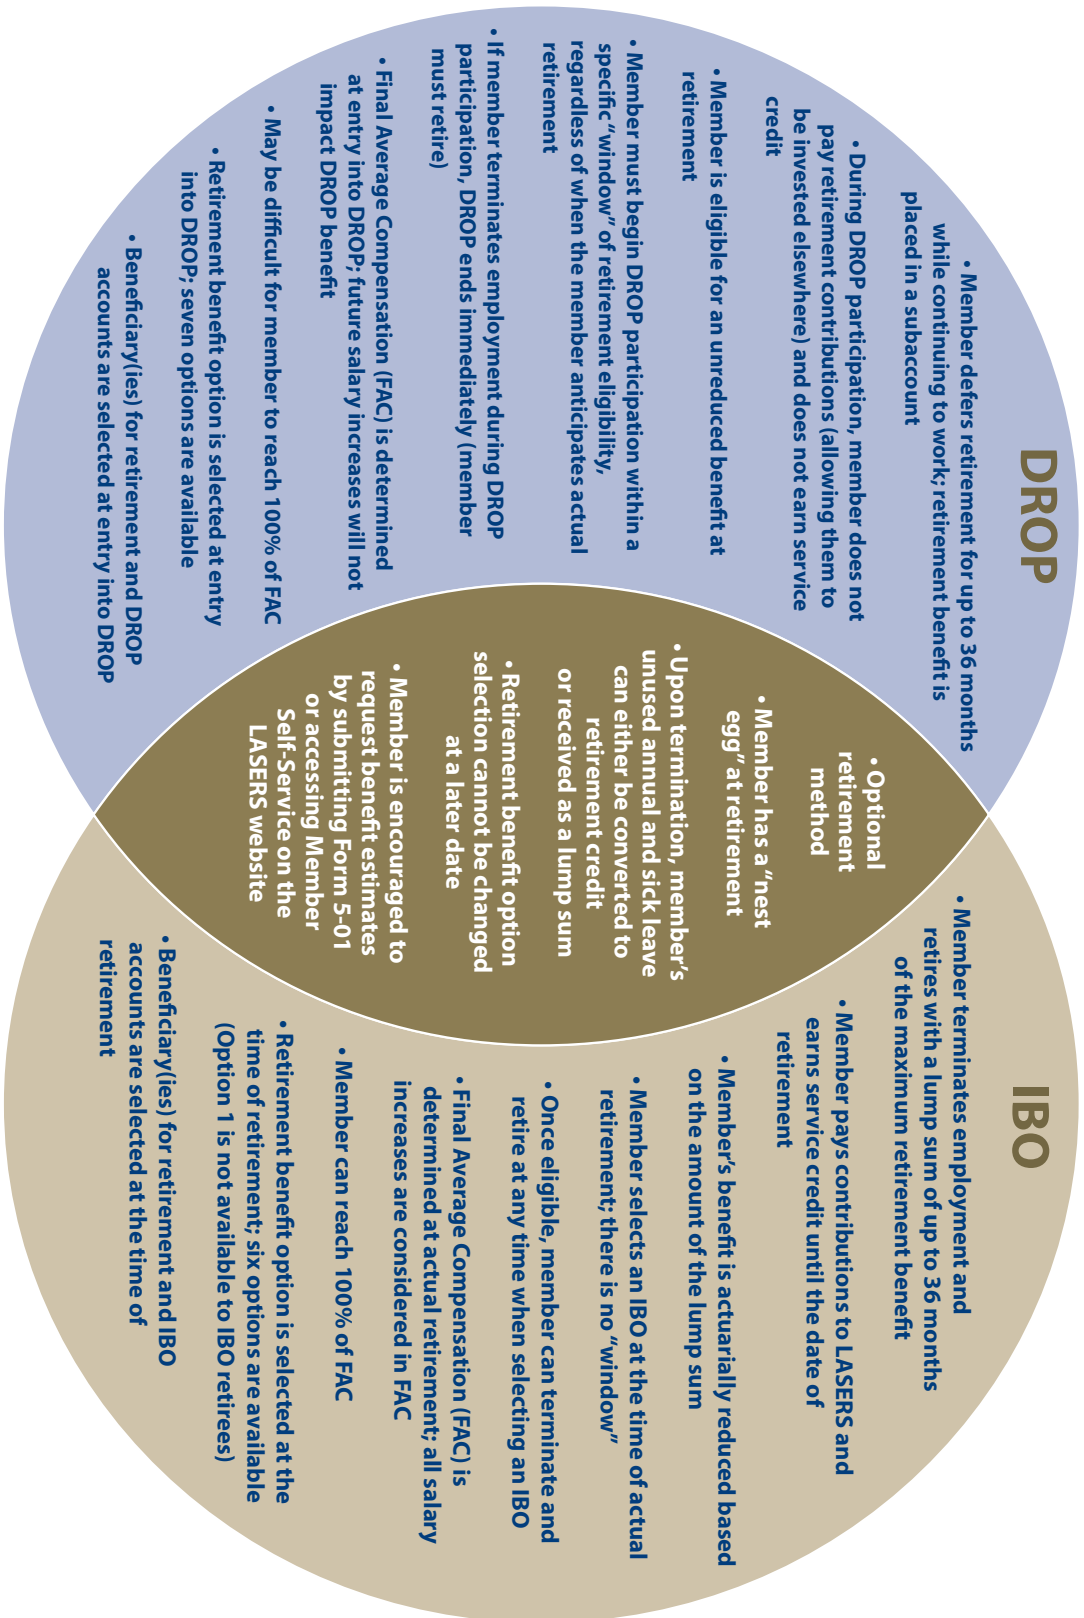 DROP
• Member defers retirement for up to 36 months
while continuing to work; retirement benefit is
placed in a subaccount
• During DROP participation, member does not
pay retirement contributions (allowing them to
be invested elsewhere) and does not earn service
credit
• Member is eligible for an unreduced benefit at
retirement
• Member must begin DROP participation within a
specific “window” of retirement eligibility,
regardless of when the member anticipates actual
retirement
• If member terminates employment during DROP
participation, DROP ends immediately (member
must retire)
• Final Average Compensation (FAC) is determined
at entry into DROP; future salary increases will not
impact DROP benefit
• May be difficult for member to reach 100% of FAC
• Retirement benefit option is selected at entry
into DROP; seven options are available
• Beneficiary(ies) for retirement and DROP
accounts are selected at entry into DROP
• Optional
retirement
method
• Member has a “nest
egg” at retirement
• Upon termination, member’s
unused annual and sick leave
can either be converted to
retirement credit
or received as a lump sum
• Retirement benefit option
selection cannot be changed
at a later date
• Member is encouraged to
request benefit estimates
by submitting Form 5-01
or accessing Member
Self-Service on the
LASERS website
IBO
• Member terminates employment and
retires with a lump sum of up to 36 months
of the maximum retirement benefit
• Member pays contributions to LASERS and
earns service credit until the date of
retirement
• Member’s benefit is actuarially reduced based
on the amount of the lump sum
• Member selects an IBO at the time of actual
retirement; there is no “window”
• Once eligible, member can terminate and
retire at any time when selecting an IBO
• Final Average Compensation (FAC) is
determined at actual retirement; all salary
increases are considered in FAC
• Member can reach 100% of FAC
• Retirement benefit option is selected at the
time of retirement; six options are available
(Option 1 is not available to IBO retirees)
• Beneficiary(ies) for retirement and IBO
accounts are selected at the time of
retirement